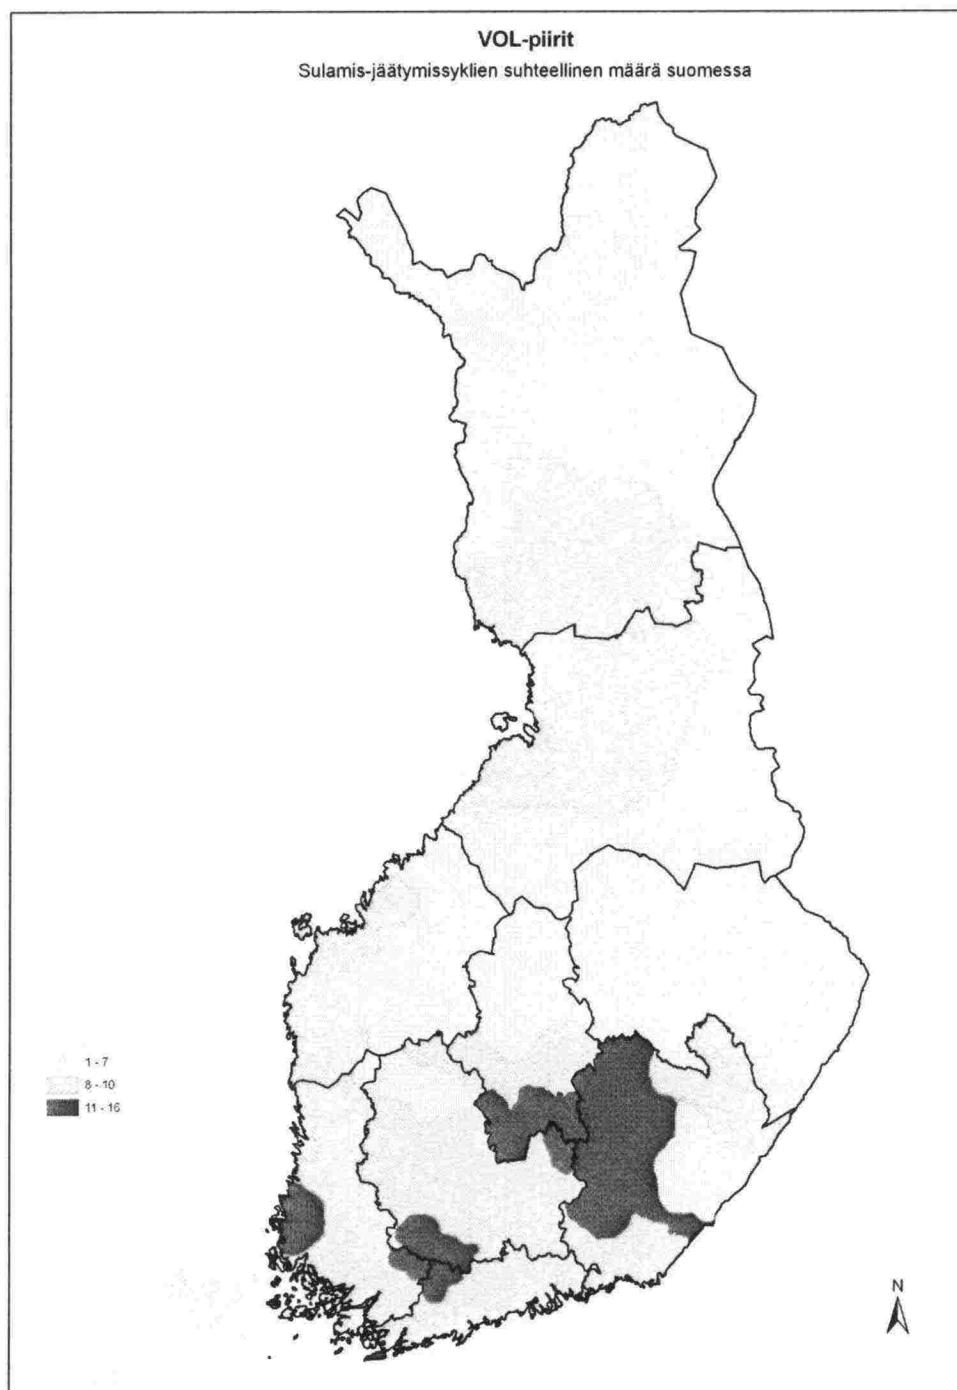 VOL-piirit
Sulamis-jäätymissyklien suhteellinen määrä suomessa
1 - 7
8 - 10
11 - 16
N